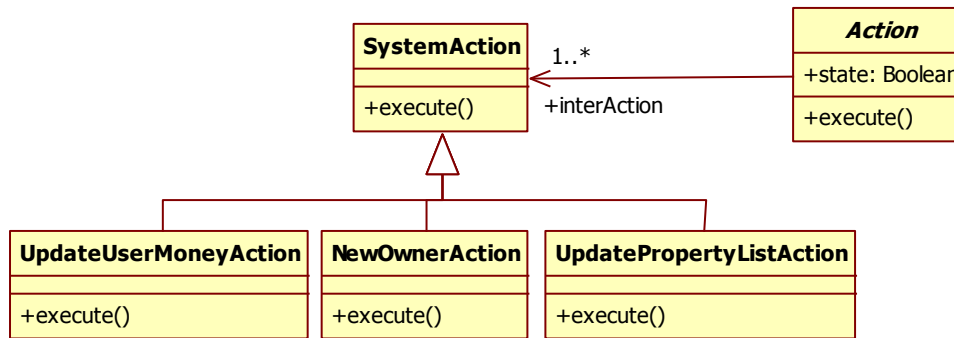 SystemAction
+execute()
1..*
+interAction
Action
+state: Boolean
+execute()
UpdateUserMoneyAction
+execute()
NewOwnerAction
+execute()
UpdatePropertyListAction
+execute()